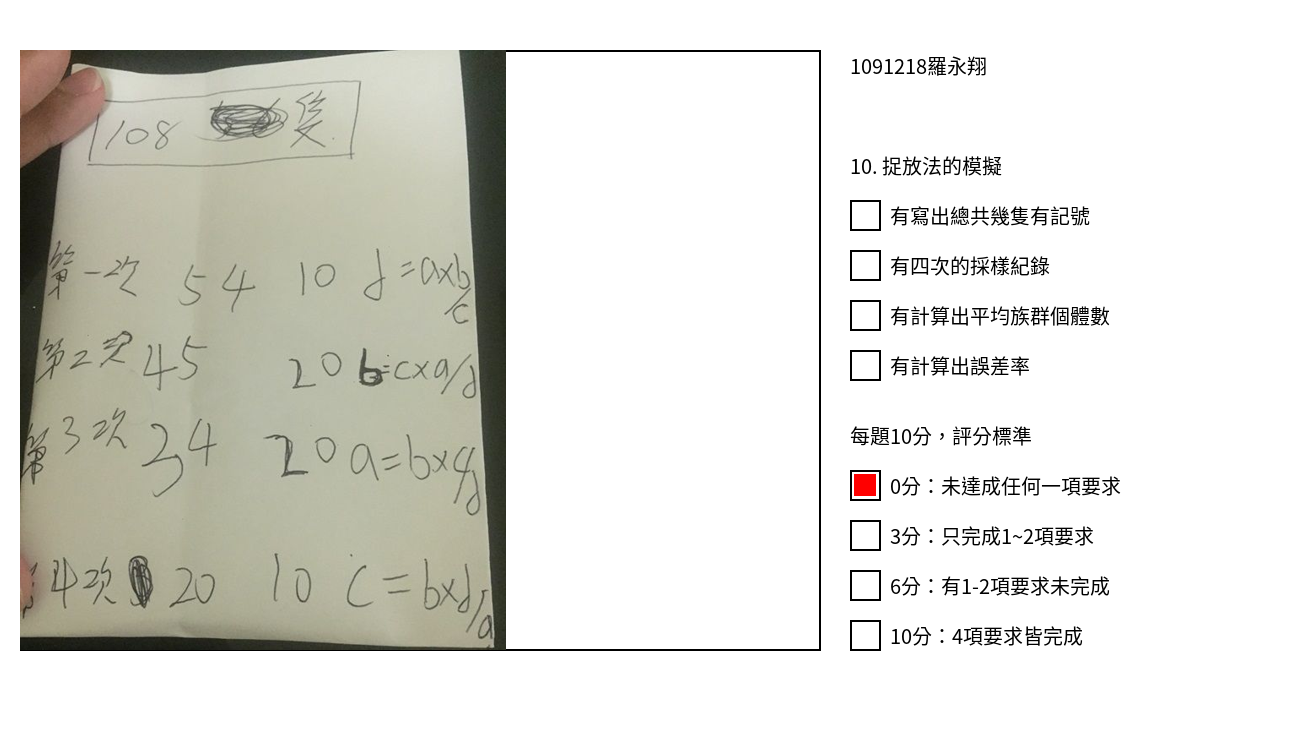 108 隻
第一次 54 10 d=axb/c
第2次 45 20 b=cxa/d
第3次 34 20 a=bxc/d
第4次 20 10 c=bxd/a
1091218羅永翔
10. 捉放法的模擬
有寫出總共幾隻有記號
有四次的採樣紀錄
有計算出平均族群個體數
有計算出誤差率
每題10分，評分標準
0分：未達成任何一項要求
3分：只完成1~2項要求
6分：有1-2項要求未完成
10分：4項要求皆完成